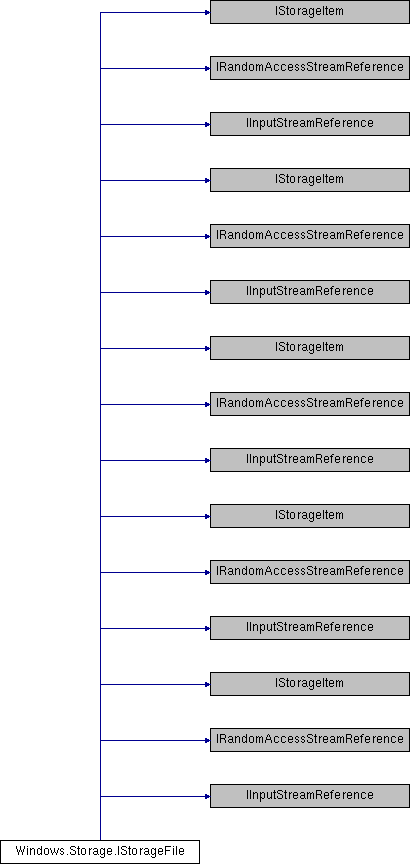 IStorageItem
IRandomAccessStreamReference
IInputStreamReference
IStorageItem
IRandomAccessStreamReference
IInputStreamReference
IStorageItem
IRandomAccessStreamReference
IInputStreamReference
IStorageItem
IRandomAccessStreamReference
IInputStreamReference
IStorageItem
IRandomAccessStreamReference
IInputStreamReference
Windows.Storage.IStorageFile